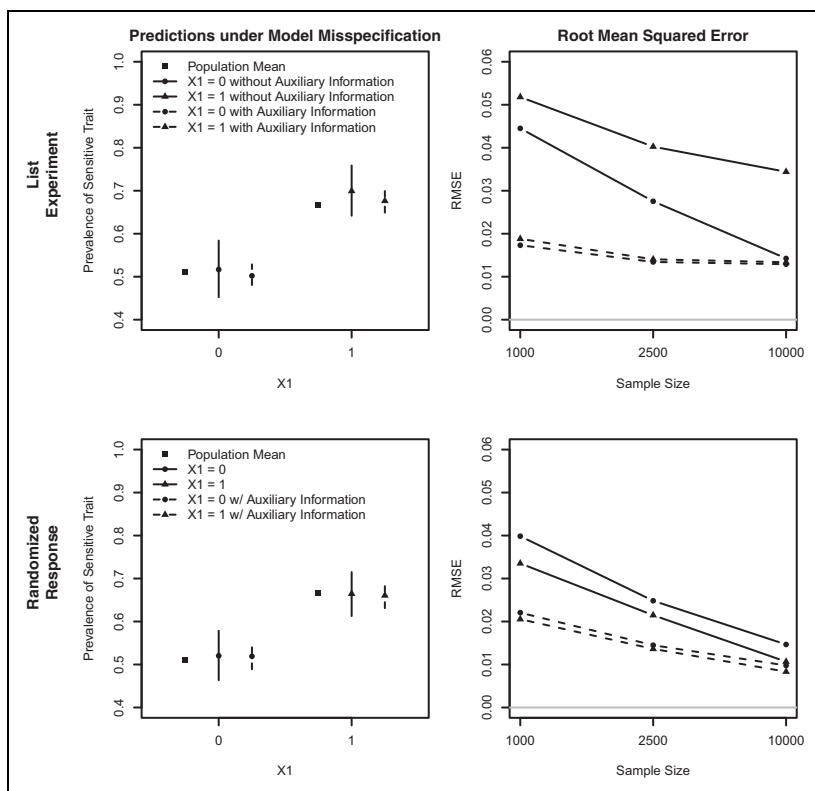 Predictions under Model Misspecification
Root Mean Squared Error
List
Experiment
Prevalence of Sensitive Trait
1.0
0.9
0.8
0.7
0.6
0.5
0.4
Population Mean
X1 = 0 without Auxiliary Information
X1 = 1 without Auxiliary Information
X1 = 0 with Auxiliary Information
X1 = 1 with Auxiliary Information
0
1
X1
RMSE
0.06
0.05
0.04
0.03
0.02
0.01
0.00
1000
2500
10000
Sample Size
Randomized
Response
Prevalence of Sensitive Trait
1.0
0.9
0.8
0.7
0.6
0.5
0.4
Population Mean
X1 = 0
X1 = 1
X1 = 0 w/ Auxiliary Information
X1 = 1 w/ Auxiliary Information
0
1
X1
RMSE
0.06
0.05
0.04
0.03
0.02
0.01
0.00
1000
2500
10000
Sample Size